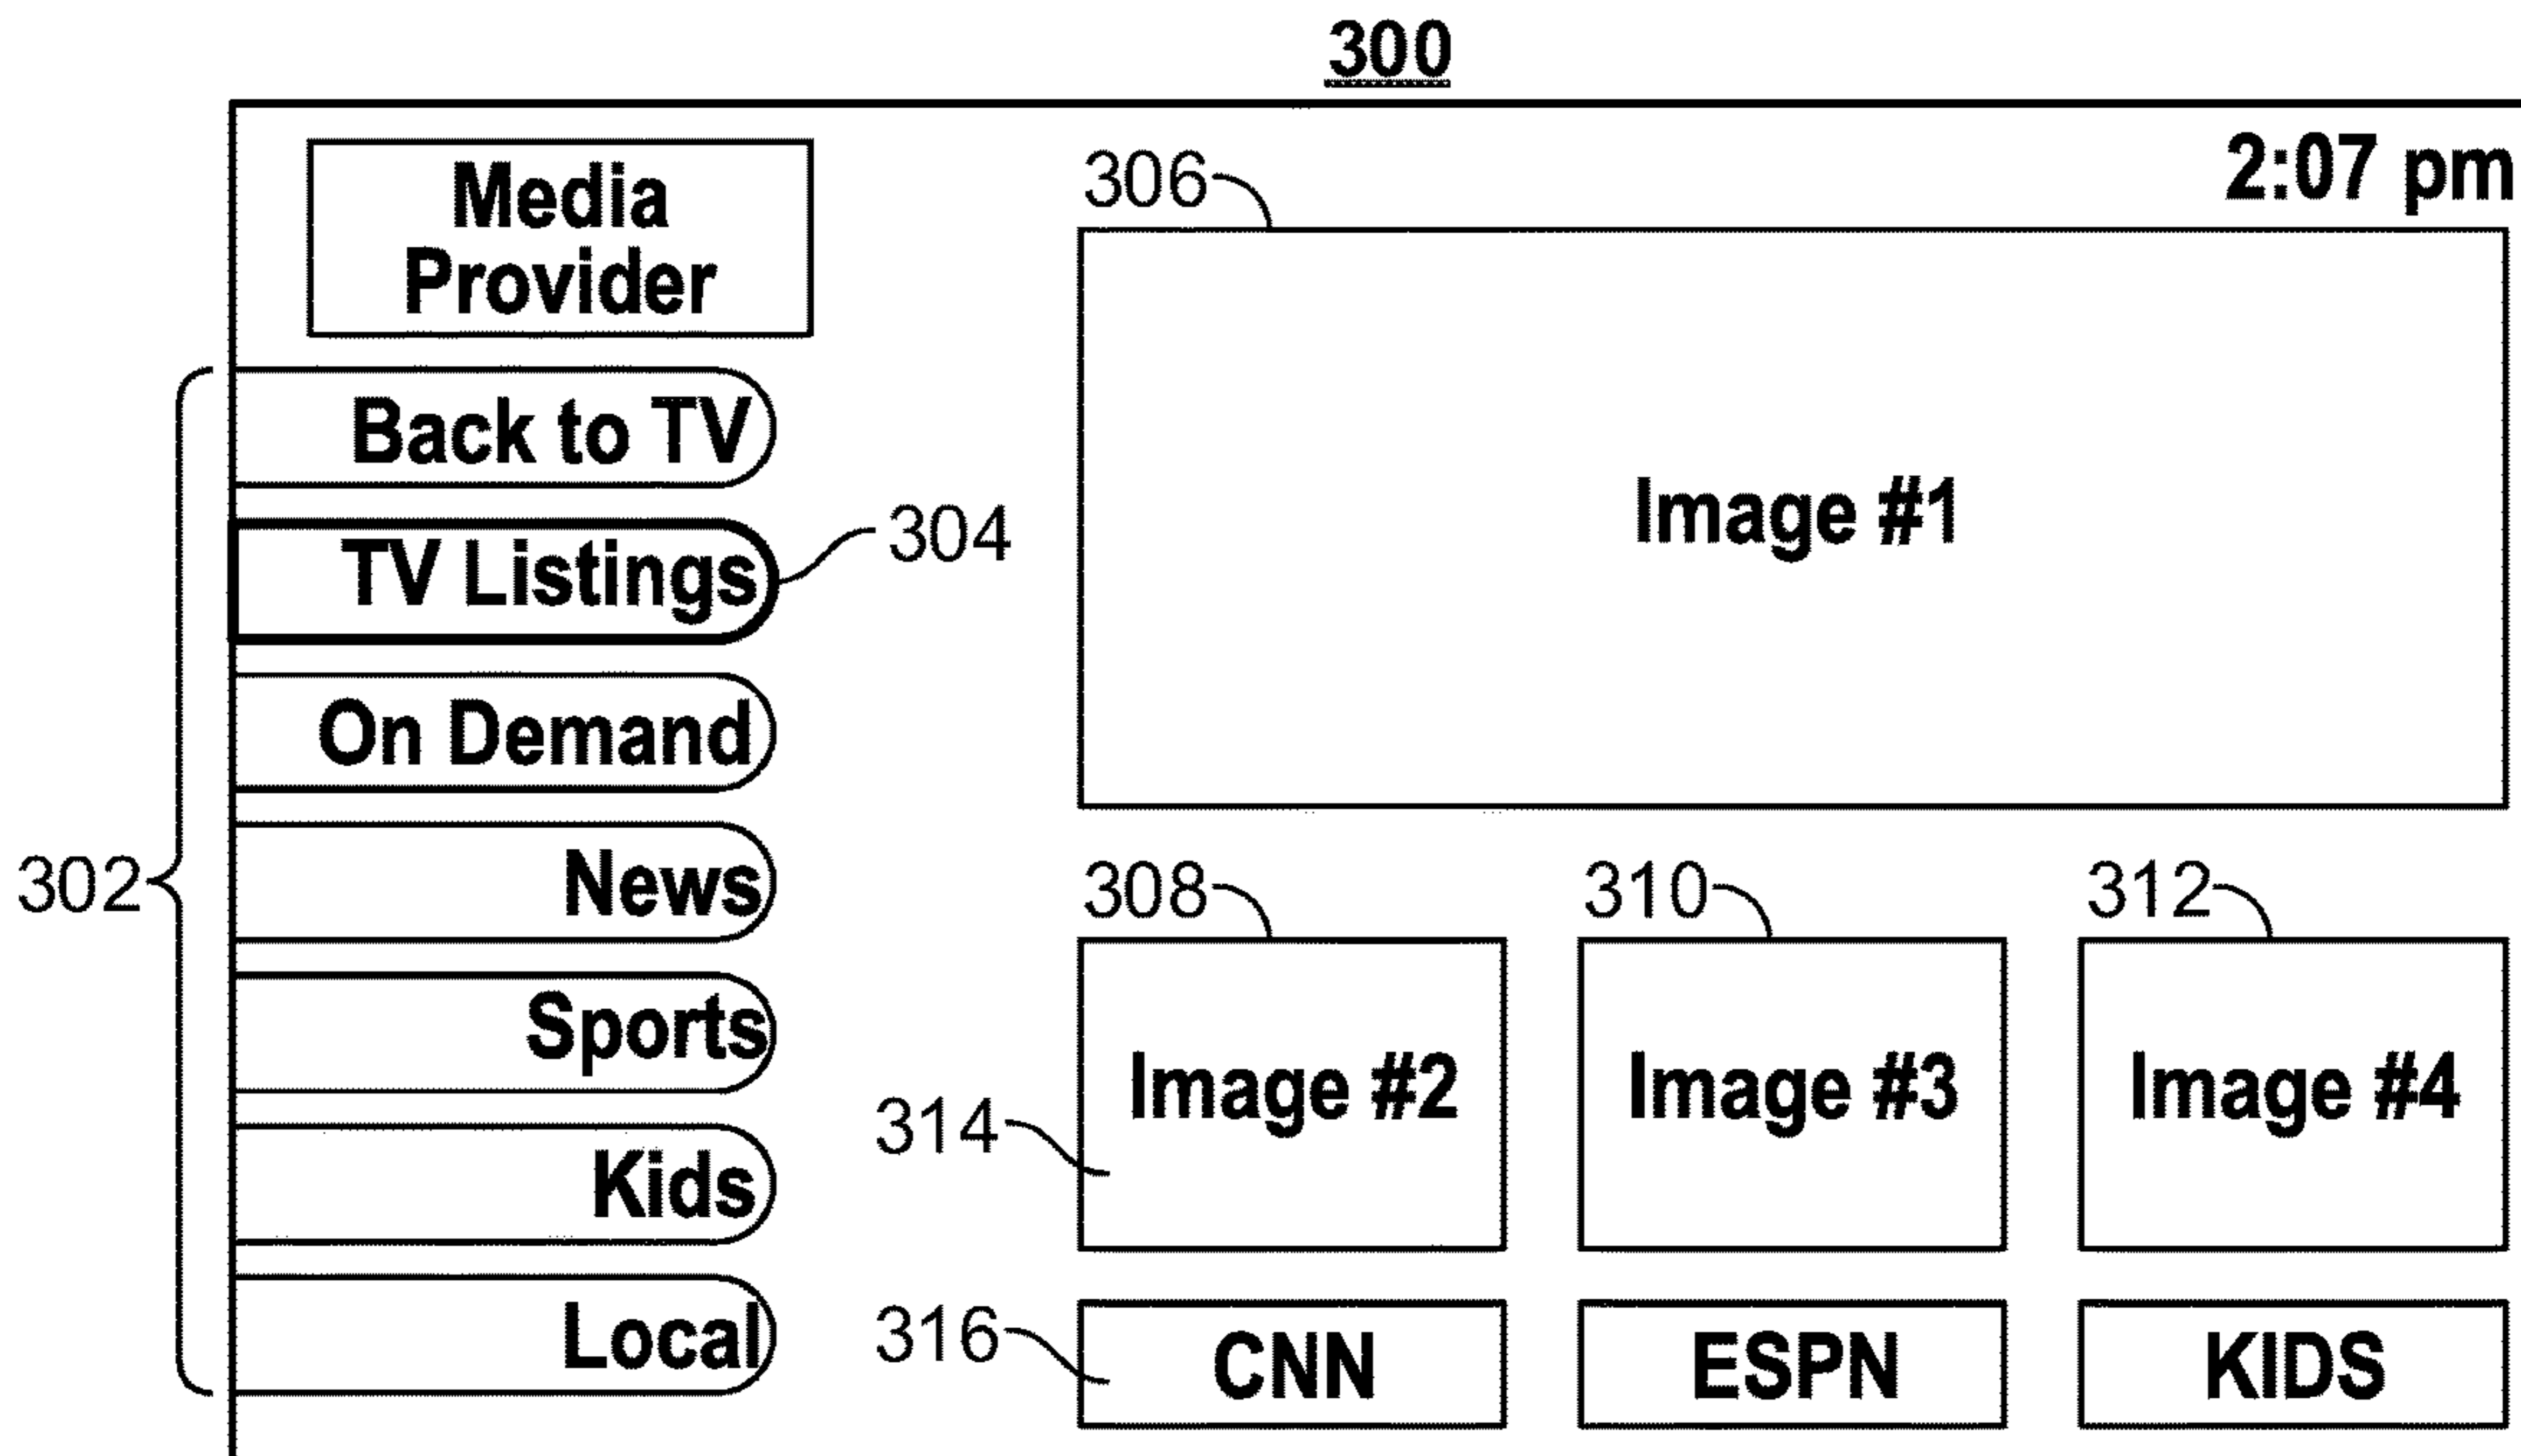 300
2:07 pm
Media
Provider
306
Image #1
Back to TV
TV Listings
304
On Demand
News
302
Sports
Kids
Local
308
310
312
Image #2
Image #3
Image #4
314
316
CNN
ESPN
KIDS